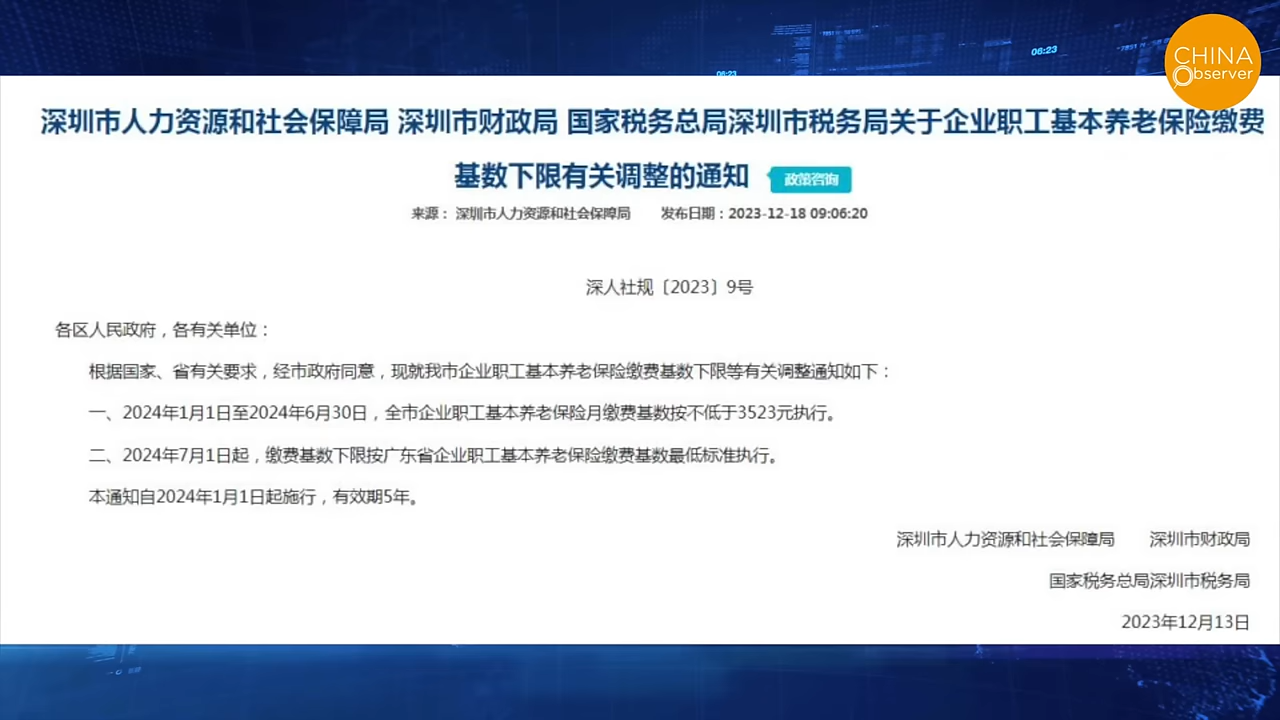 CHINA
Observer
06:23
06:23
深圳市人力资源和社会保障局 深圳市财政局 国家税务总局深圳市税务局关于企业职工基本养老保险缴费
基数下限有关调整的通知 政策咨询
来源： 深圳市人力资源和社会保障局 发布日期：2023-12-18 09:06:20
深人社规〔2023〕9号
各区人民政府，各有关单位：
根据国家、省有关要求，经市政府同意，现就我市企业职工基本养老保险缴费基数下限等有关调整通知如下：
一、2024年1月1日至2024年6月30日，全市企业职工基本养老保险月缴费基数按不低于3523元执行。
二、2024年7月1日起，缴费基数下限按广东省企业职工基本养老保险缴费基数最低标准执行。
本通知自2024年1月1日起施行，有效期5年。
深圳市人力资源和社会保障局 深圳市财政局
国家税务总局深圳市税务局
2023年12月13日